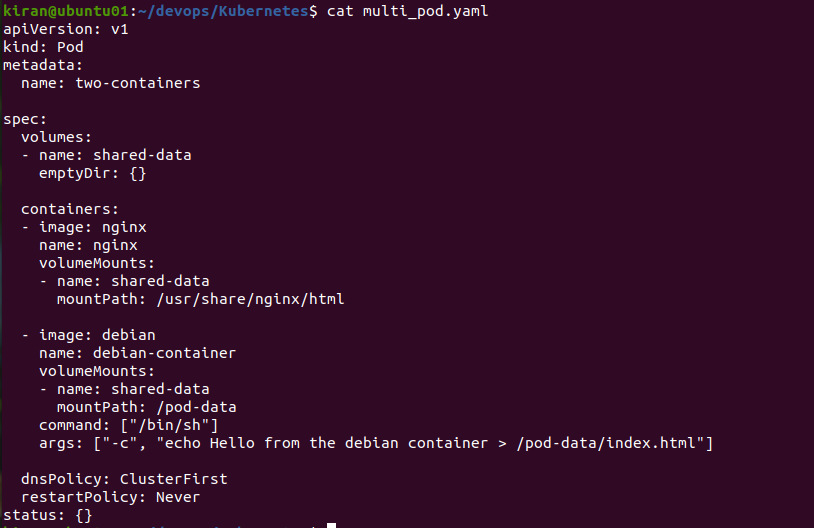 kiran@ubuntu01:~/devops/Kubernetes$ cat multi_pod.yaml
apiVersion: v1
kind: Pod
metadata:
  name: two-containers

spec:
  volumes:
  - name: shared-data
    emptyDir: {}

  containers:
  - image: nginx
    name: nginx
    volumeMounts:
    - name: shared-data
      mountPath: /usr/share/nginx/html

  - image: debian
    name: debian-container
    volumeMounts:
    - name: shared-data
      mountPath: /pod-data
    command: ["/bin/sh"]
    args: ["-c", "echo Hello from the debian container > /pod-data/index.html"]

  dnsPolicy: ClusterFirst
  restartPolicy: Never
status: {}